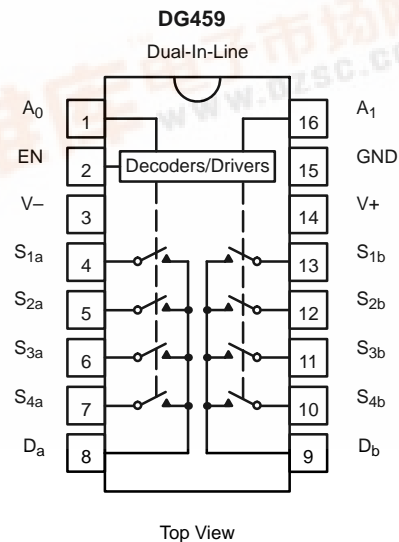 DG459
Dual-In-Line
A0 1 16 A1
EN 2 Decoders/Drivers 15 GND
V– 3 14 V+
S1a 4 13 S1b
S2a 5 12 S2b
S3a 6 11 S3b
S4a 7 10 S4b
Da 8 9 Db
Top View